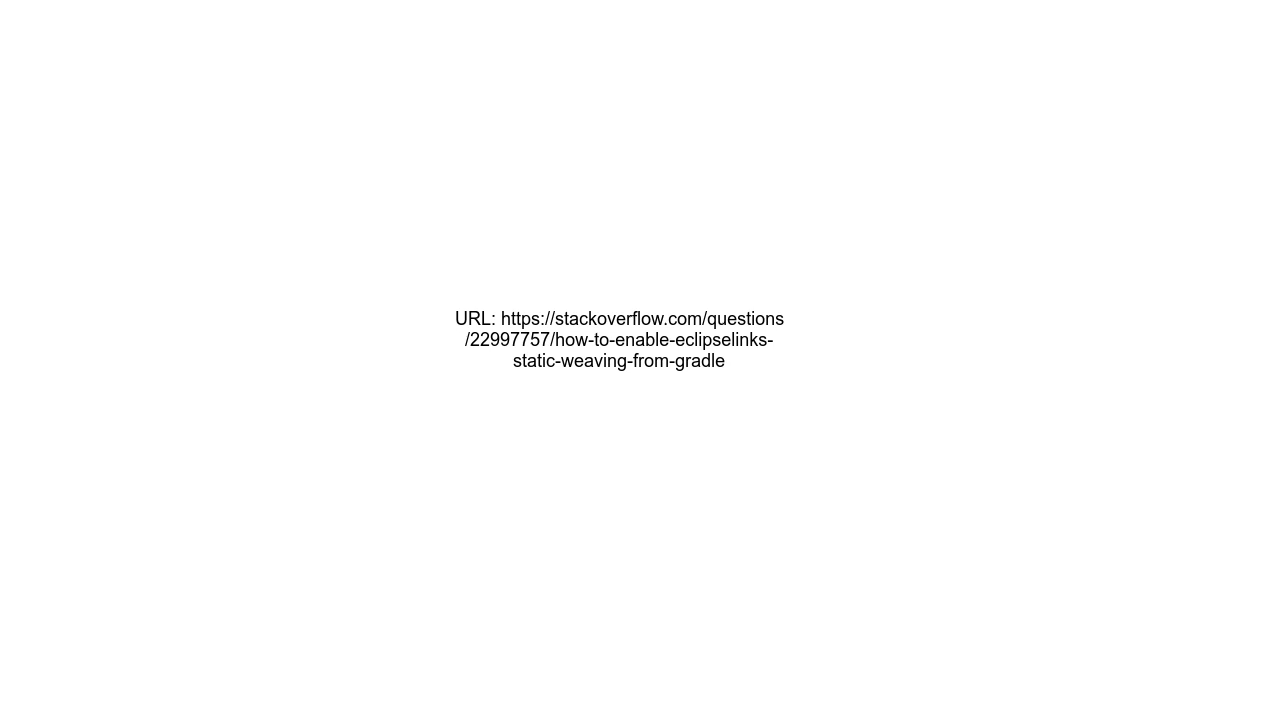 URL: https://stackoverflow.com/questions
/22997757/how-to-enable-eclipselinks-
static-weaving-from-gradle